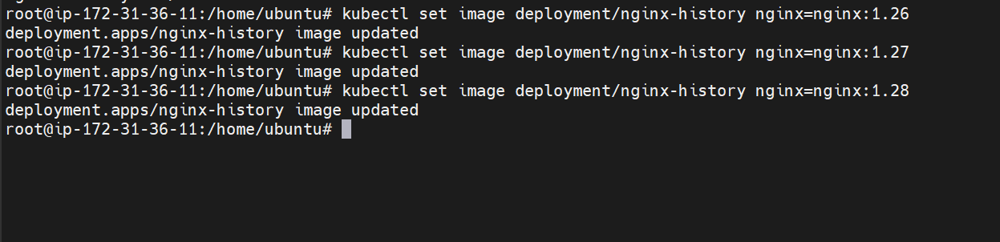 root@ip-172-31-36-11:/home/ubuntu# kubectl set image deployment/nginx-history nginx=nginx:1.26
deployment.apps/nginx-history image updated
root@ip-172-31-36-11:/home/ubuntu# kubectl set image deployment/nginx-history nginx=nginx:1.27
deployment.apps/nginx-history image updated
root@ip-172-31-36-11:/home/ubuntu# kubectl set image deployment/nginx-history nginx=nginx:1.28
deployment.apps/nginx-history image updated
root@ip-172-31-36-11:/home/ubuntu#